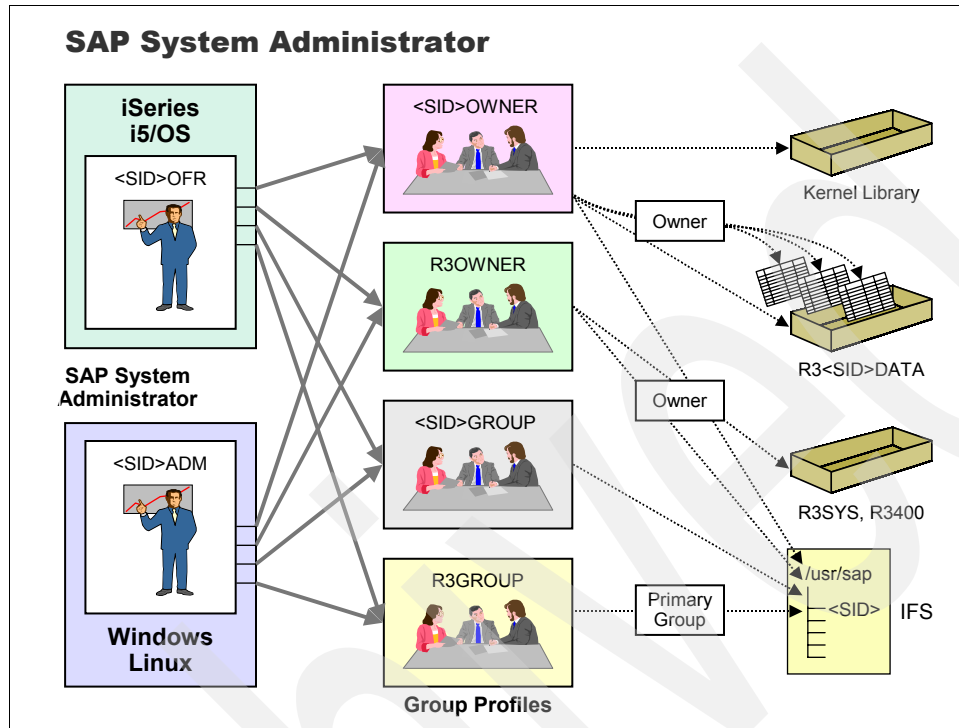 SAP System Administrator
iSeries
i5/OS
<SID>OFR
SAP System
Administrator
<SID>ADM
Windows
Linux
<SID>OWNER
R3OWNER
<SID>GROUP
R3GROUP
Group Profiles
Owner
Owner
Primary
Group
Kernel Library
R3<SID>DATA
R3SYS, R3400
/usr/sap
<SID>
IFS